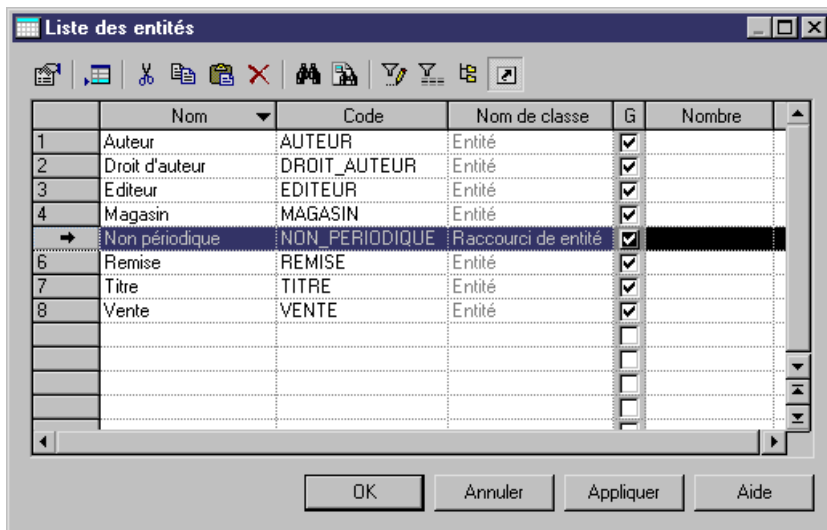 Liste des entités
Nom Code Nom de classe G Nombre
1 Auteur AUTEUR Entité
2 Droit d'auteur DROIT_AUTEUR Entité
3 Editeur EDITEUR Entité
4 Magasin MAGASIN Entité
Non périodique NON_PERIODIQUE Raccourci de entité
6 Remise REMISE Entité
7 Titre TITRE Entité
8 Vente VENTE Entité
OK Annuler Appliquer Aide